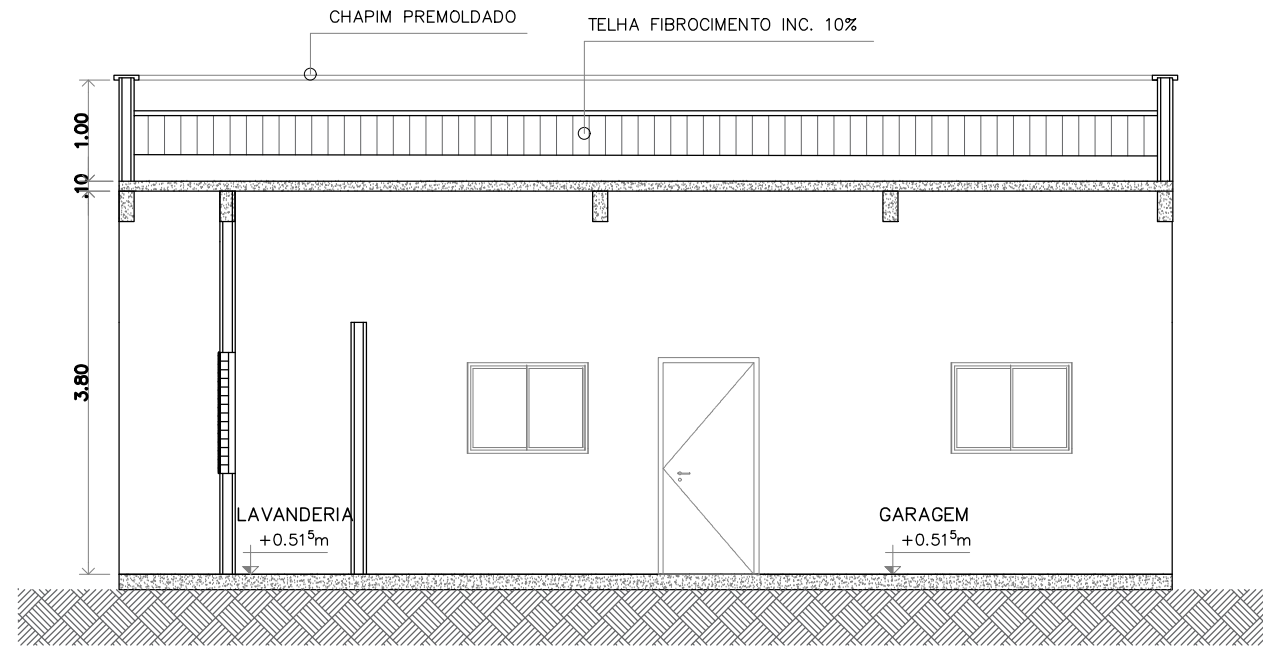 CHAPIM PREMOLDADO
TELHA FIBROCIMENTO INC. 10%
1.00
.10
3.80
LAVANDERIA
+0.51⁵m
GARAGEM
+0.51⁵m